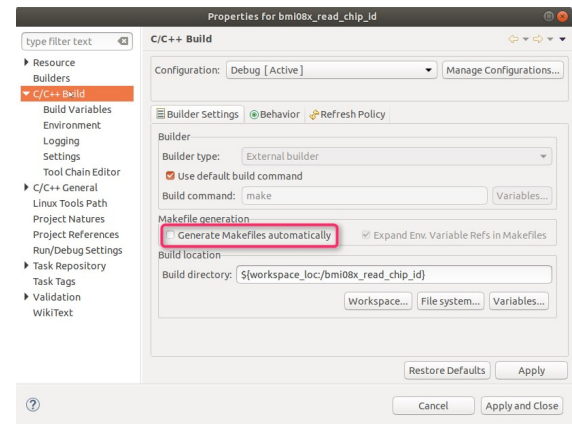 Properties for bmi08x_read_chip_id
type filter text
C/C++ Build
Resource
Builders
C/C++ Build
Build Variables
Environment
Logging
Settings
Tool Chain Editor
C/C++ General
Linux Tools Path
Project Natures
Project References
Run/Debug Settings
Task Repository
Task Tags
Validation
WikiText
Configuration: Debug [ Active ] Manage Configurations...
Builder Settings Behavior Refresh Policy
Builder
Builder type: External builder
Use default build command
Build command: make Variables...
Makefile generation
Generate Makefiles automatically Expand Env. Variable Refs in Makefiles
Build location
Build directory: ${workspace_loc:/bmi08x_read_chip_id}
Workspace... File system... Variables...
Restore Defaults Apply
Cancel Apply and Close